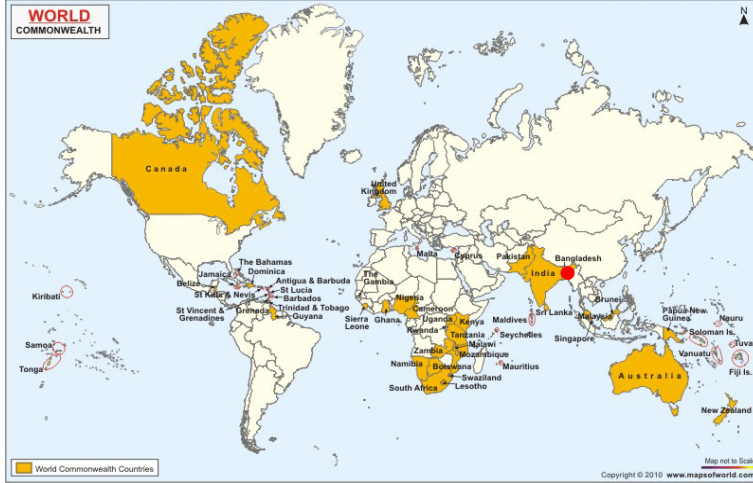 WORLD
COMMONWEALTH
N
Canada
United
Kingdom
Malta
Cyprus
Pakistan
Bangladesh
India
The Bahamas
Jamaica
Dominica
Belize
Antigua & Barbuda
St Kitts & Nevis
St Lucia
Barbados
St Vincent &
Grenadines
Grenada
Trinidad & Tobago
Guyana
Kiribati
Samoa
Tonga
The
Gambia
Sierra
Leone
Ghana
Nigeria
Cameroon
Uganda
Kenya
Rwanda
Tanzania
Malawi
Zambia
Mozambique
Namibia
Botswana
Swaziland
South Africa
Lesotho
Maldives
Sri Lanka
Seychelles
Mauritius
Brunei
Malaysia
Singapore
Papua New
Guinea
Nauru
Soloman Is.
Tuva
Vanuatu
Fiji Is.
Australia
New Zealand
World Commonwealth Countries
Map not to Scale
Copyright © 2010 www.mapsofworld.com